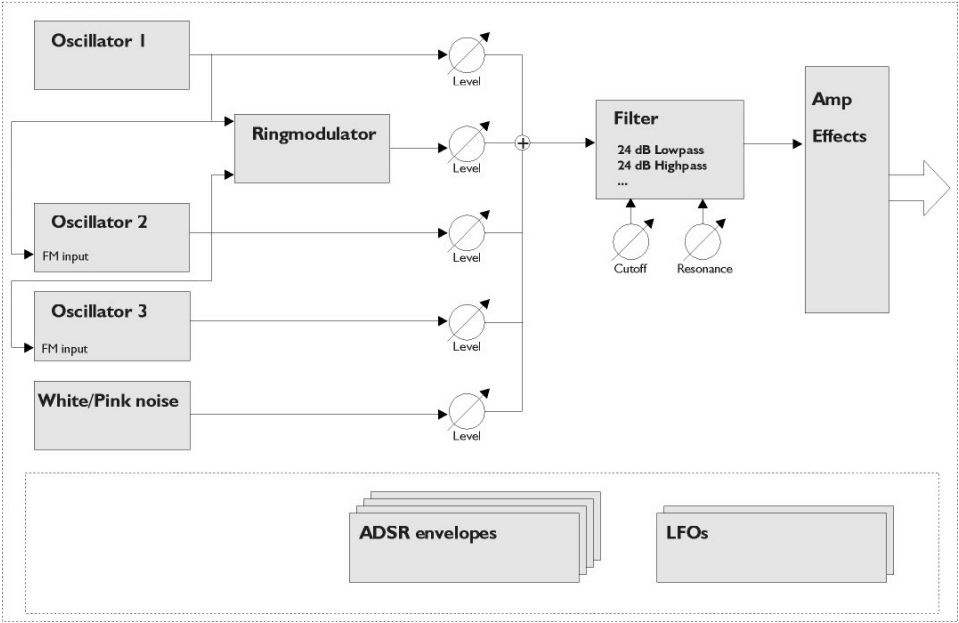 Oscillator 1
Level
Ringmodulator
Level
Filter
24 dB Lowpass
24 dB Highpass
...
Amp
Effects
Oscillator 2
FM input
Level
Cutoff
Resonance
Oscillator 3
FM input
Level
White/Pink noise
Level
ADSR envelopes
LFOs